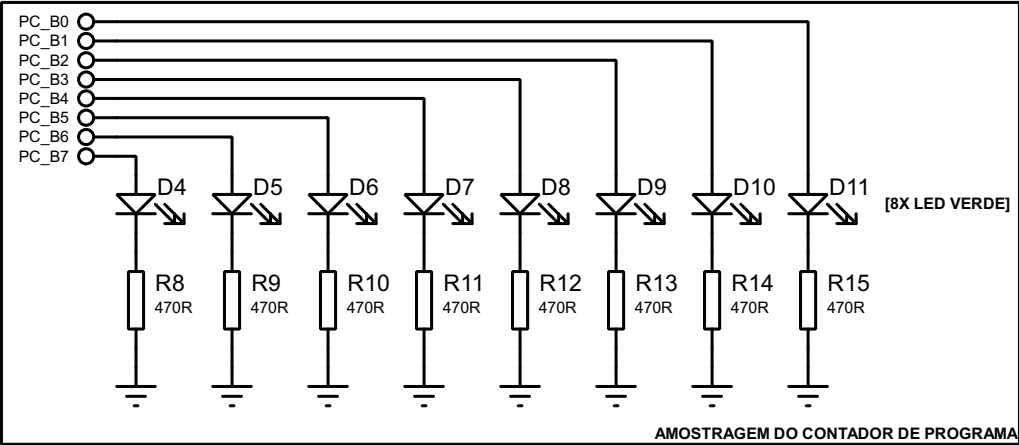 PC_B0
PC_B1
PC_B2
PC_B3
PC_B4
PC_B5
PC_B6
PC_B7
D4 D5 D6 D7 D8 D9 D10 D11
[8X LED VERDE]
R8 R9 R10 R11 R12 R13 R14 R15
470R 470R 470R 470R 470R 470R 470R 470R
AMOSTRAGEM DO CONTADOR DE PROGRAMA